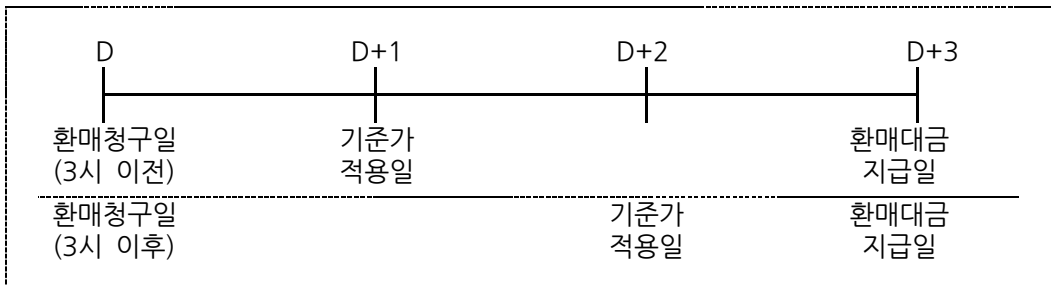 D D+1 D+2 D+3
환매청구일 기준가 환매대금
(3시 이전) 적용일 지급일
환매청구일 기준가 환매대금
(3시 이후) 적용일 지급일